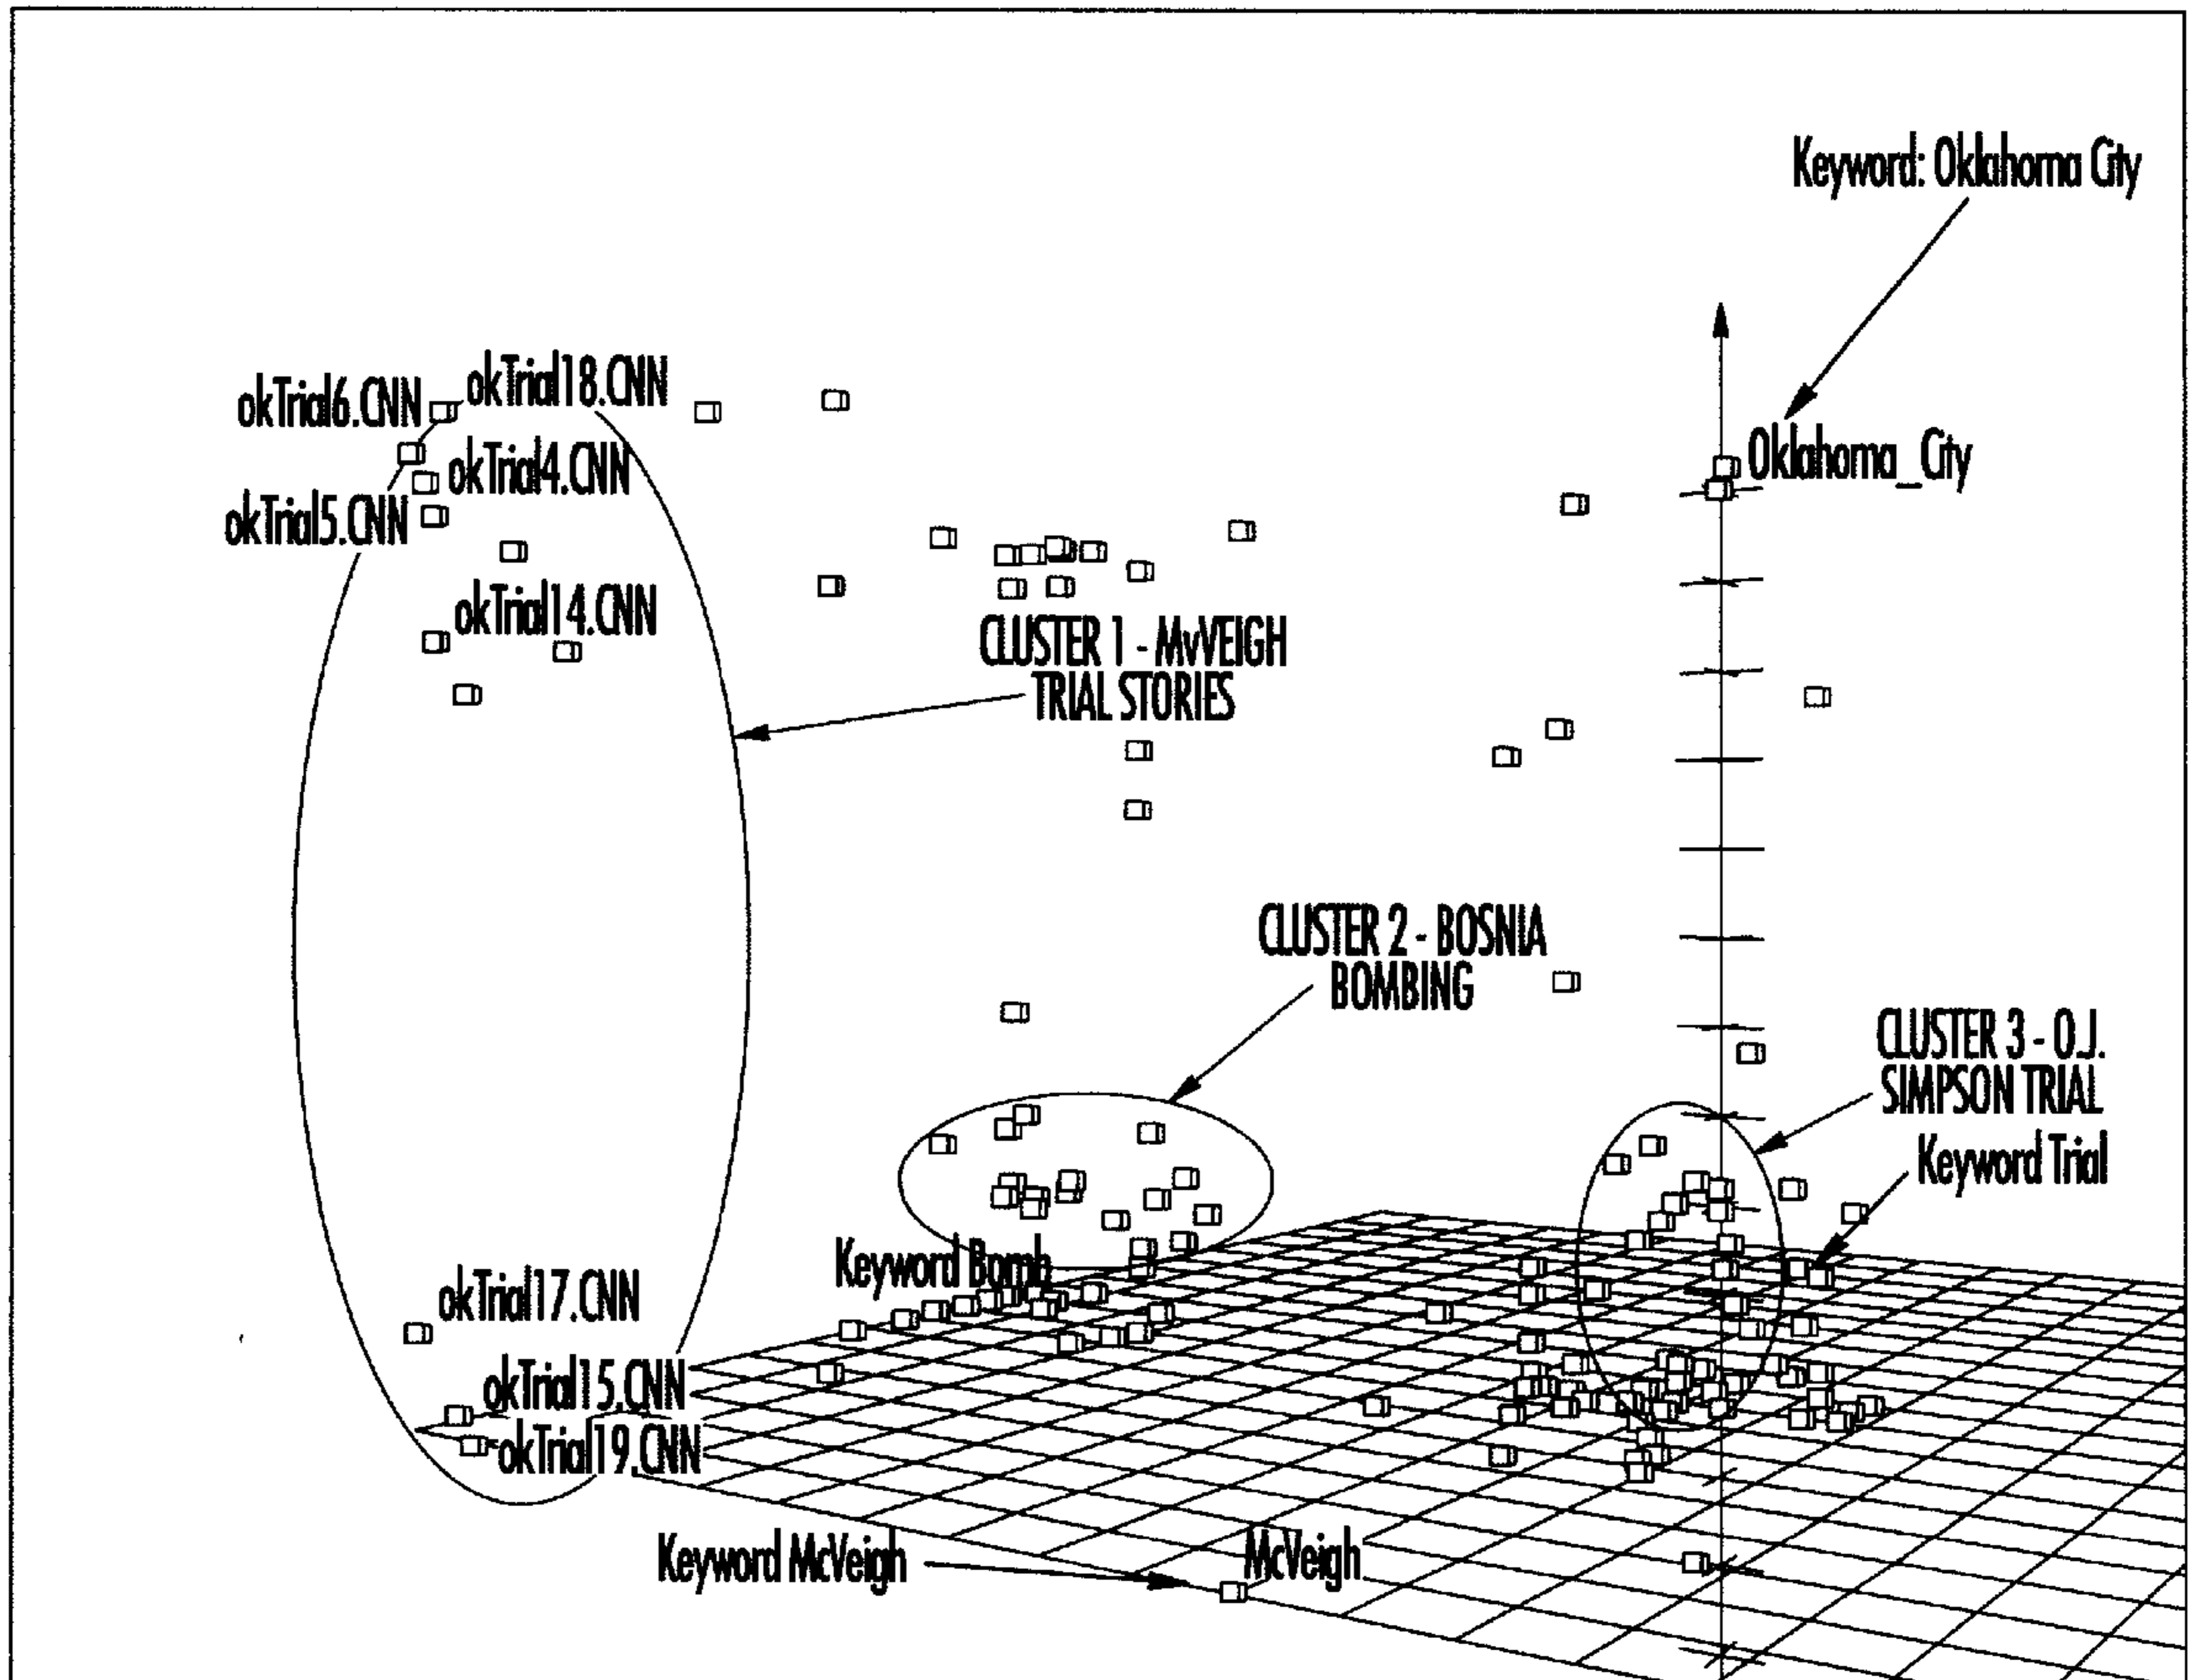 Keyword: Oklahoma City
okTrial6.CNN
okTrial18.CNN
okTrial4.CNN
Oklahoma_City
okTrial5.CNN
okTrial14.CNN
CLUSTER 1 - MvVEIGH
TRIAL STORIES
CLUSTER 2 - BOSNIA
BOMBING
CLUSTER 3 - O.J.
SIMPSON TRIAL
Keyword Trial
Keyword Bomb
okTrial17.CNN
okTrial15.CNN
okTrial19.CNN
Keyword McVeigh
McVeigh